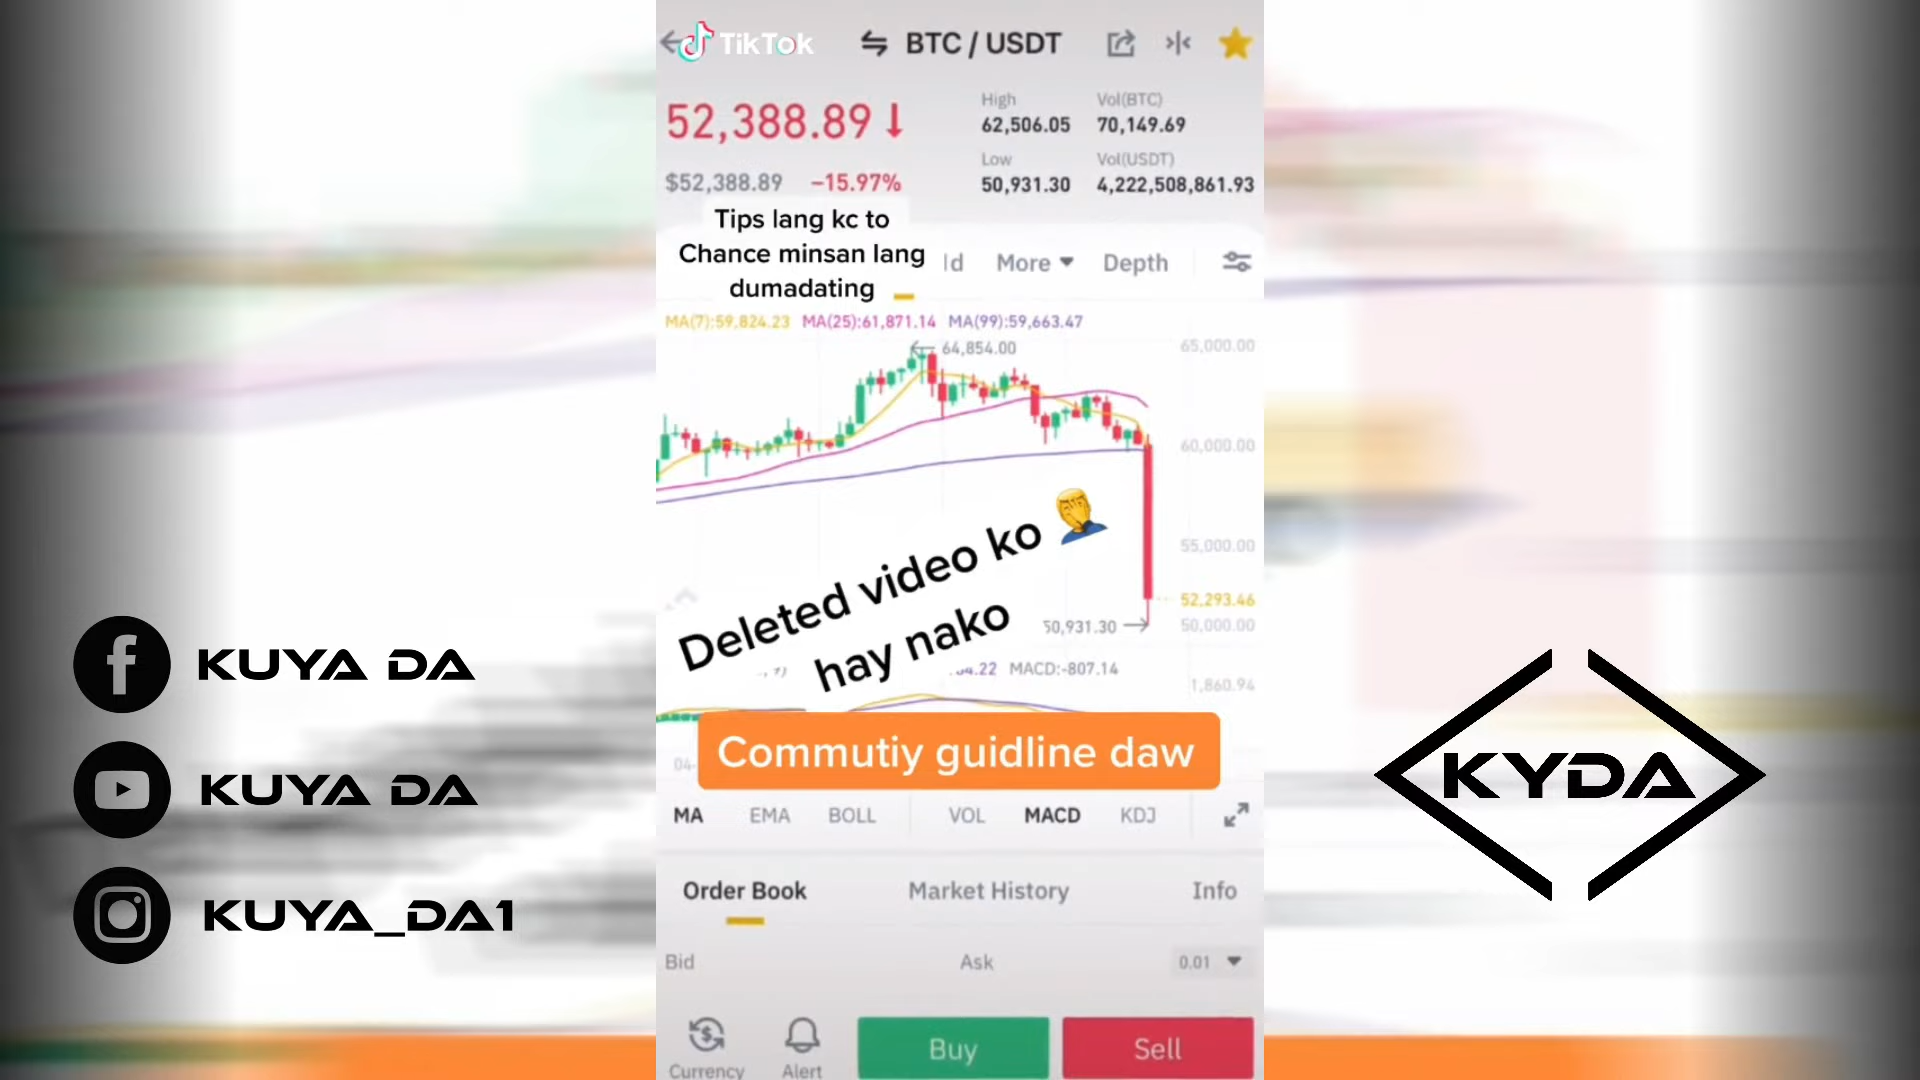 TikTok
BTC / USDT
52,388.89
$52,388.89 -15.97%
High
62,506.05
Low
50,931.30
Vol(BTC)
70,149.69
Vol(USDT)
4,222,508,861.93
Tips lang kc to
Chance minsan lang
dumadating
More
Depth
MA(7):59,824.23 MA(25):61,871.14 MA(99):59,663.47
64,854.00
65,000.00
60,000.00
55,000.00
52,293.46
50,931.30
50,000.00
Deleted video ko
hay nako
MACD:-807.14
1,860.94
Commutiy guidline daw
MA EMA BOLL VOL MACD KDJ
Order Book Market History Info
Bid Ask 0.01
Currency Alert Buy Sell
KUYA DA
KUYA DA
KUYA_DA1
KYDA